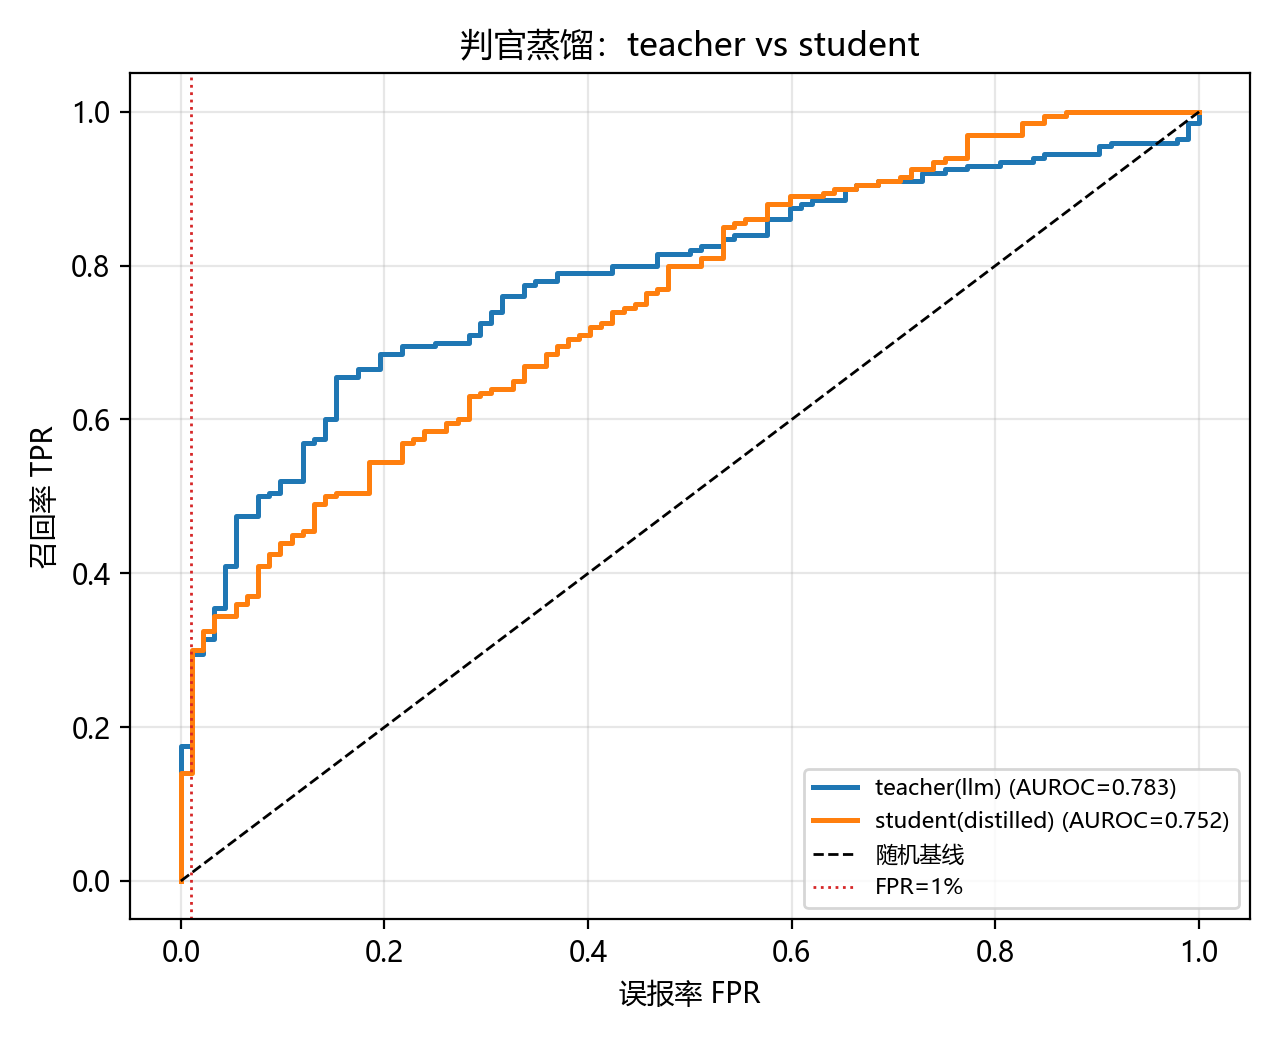 判官蒸馏：teacher vs student
1.0
0.8
0.6
0.4
0.2
0.0
召回率 TPR
0.0 0.2 0.4 0.6 0.8 1.0
误报率 FPR
teacher(llm) (AUROC=0.783)
student(distilled) (AUROC=0.752)
随机基线
FPR=1%